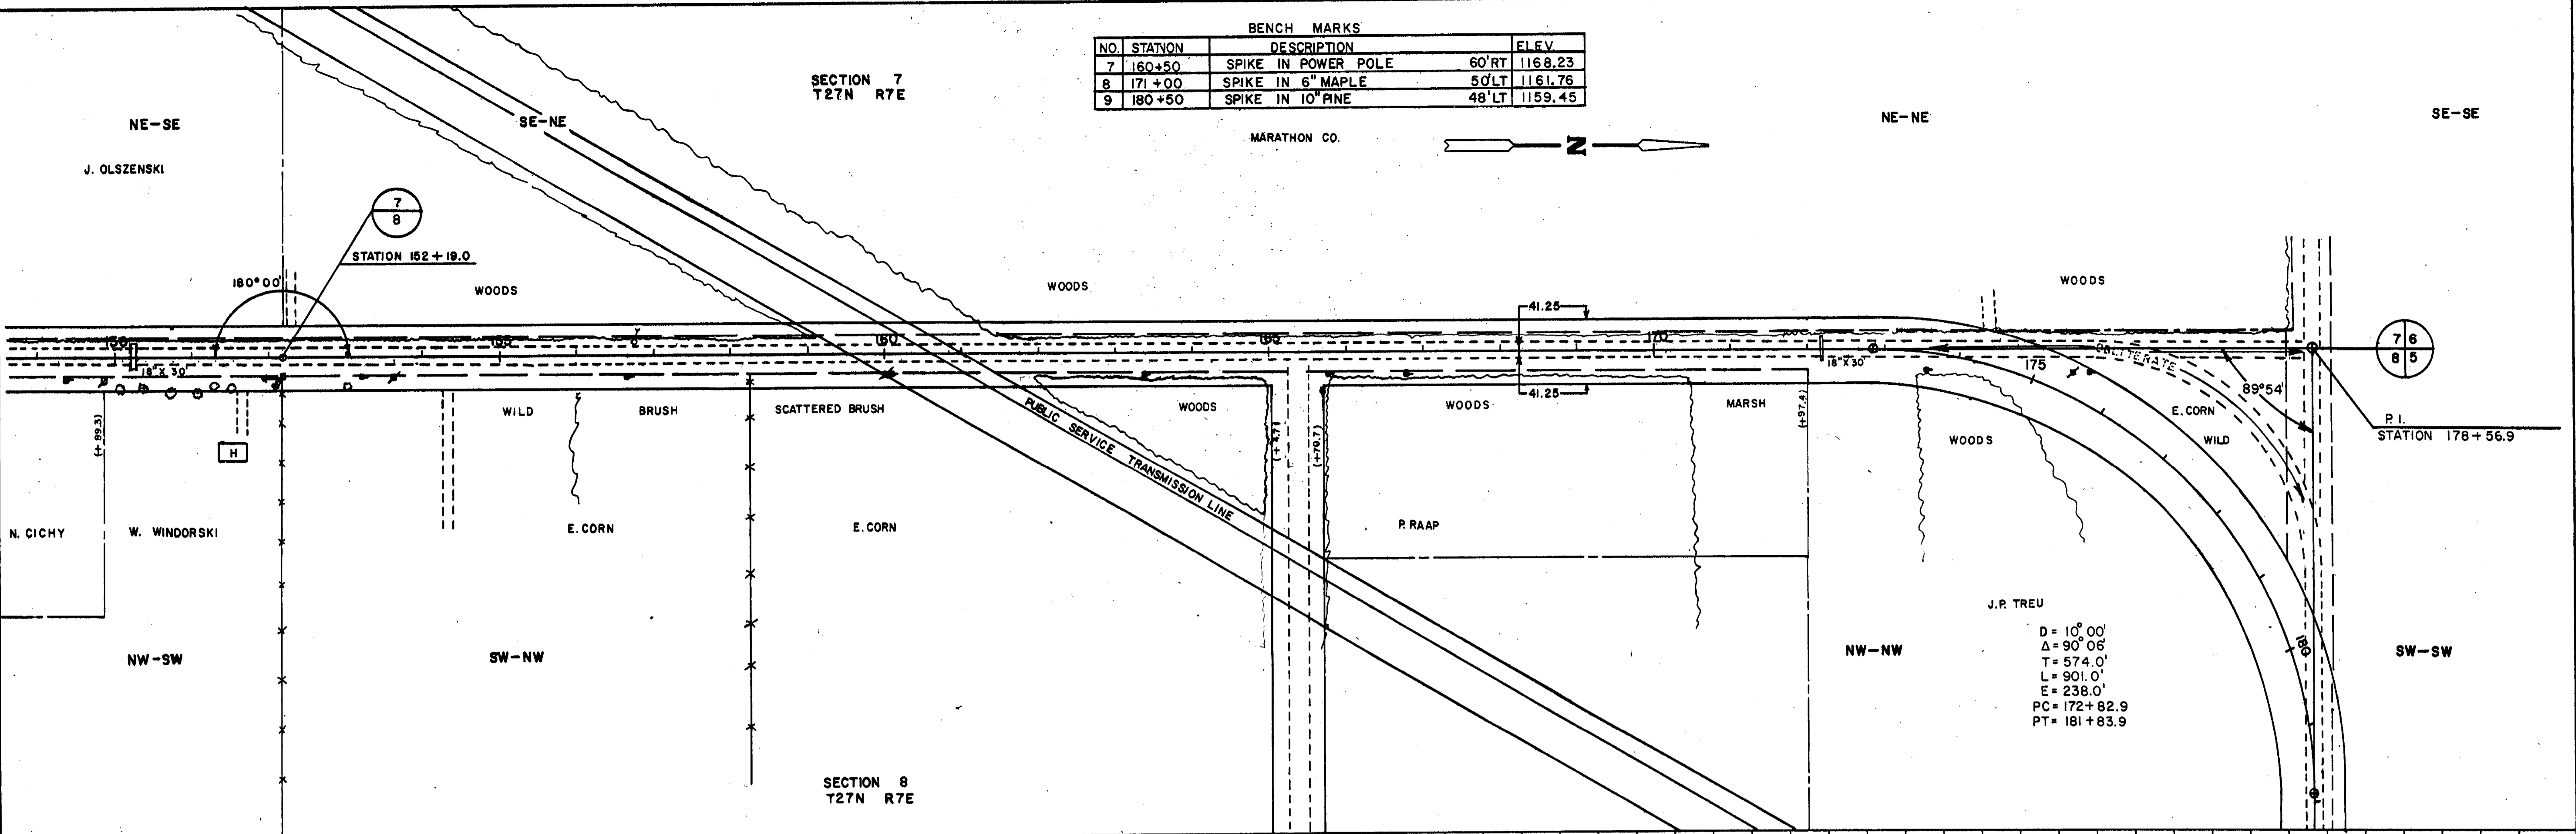 BENCH MARKS
NO. STATION DESCRIPTION ELEV.
7 160+50 SPIKE IN POWER POLE 60'RT 1168.23
8 171+00 SPIKE IN 6" MAPLE 50'LT 1161.76
9 180+50 SPIKE IN 10" PINE 48'LT 1159.45
SECTION 7
T27N R7E
NE-SE
SE-NE
NE-NE
SE-SE
MARATHON CO.
N
J. OLSZENSKI
7
8
STATION 152+19.0
180°00'
WOODS
WOODS
WOODS
41.25
150
155
160
165
170
175
180
18"X 30'
18"X 30'
OBLITERATE
7 6
8 5
89°54'
P.I.
STATION 178+56.9
41.25
(+89.3)
H
WILD
BRUSH
SCATTERED BRUSH
WOODS
(+4.7)
(+79.7)
WOODS
MARSH
(+97.4)
WOODS
E. CORN
WILD
PUBLIC SERVICE TRANSMISSION LINE
N. CICHY
W. WINDORSKI
E. CORN
E. CORN
P. RAAP
J.P. TREU
D = 10°00'
Δ = 90°06'
T = 574.0'
L = 901.0'
E = 238.0'
PC = 172+82.9
PT = 181+83.9
NW-SW
SW-NW
NW-NW
SW-SW
SECTION 8
T27N R7E